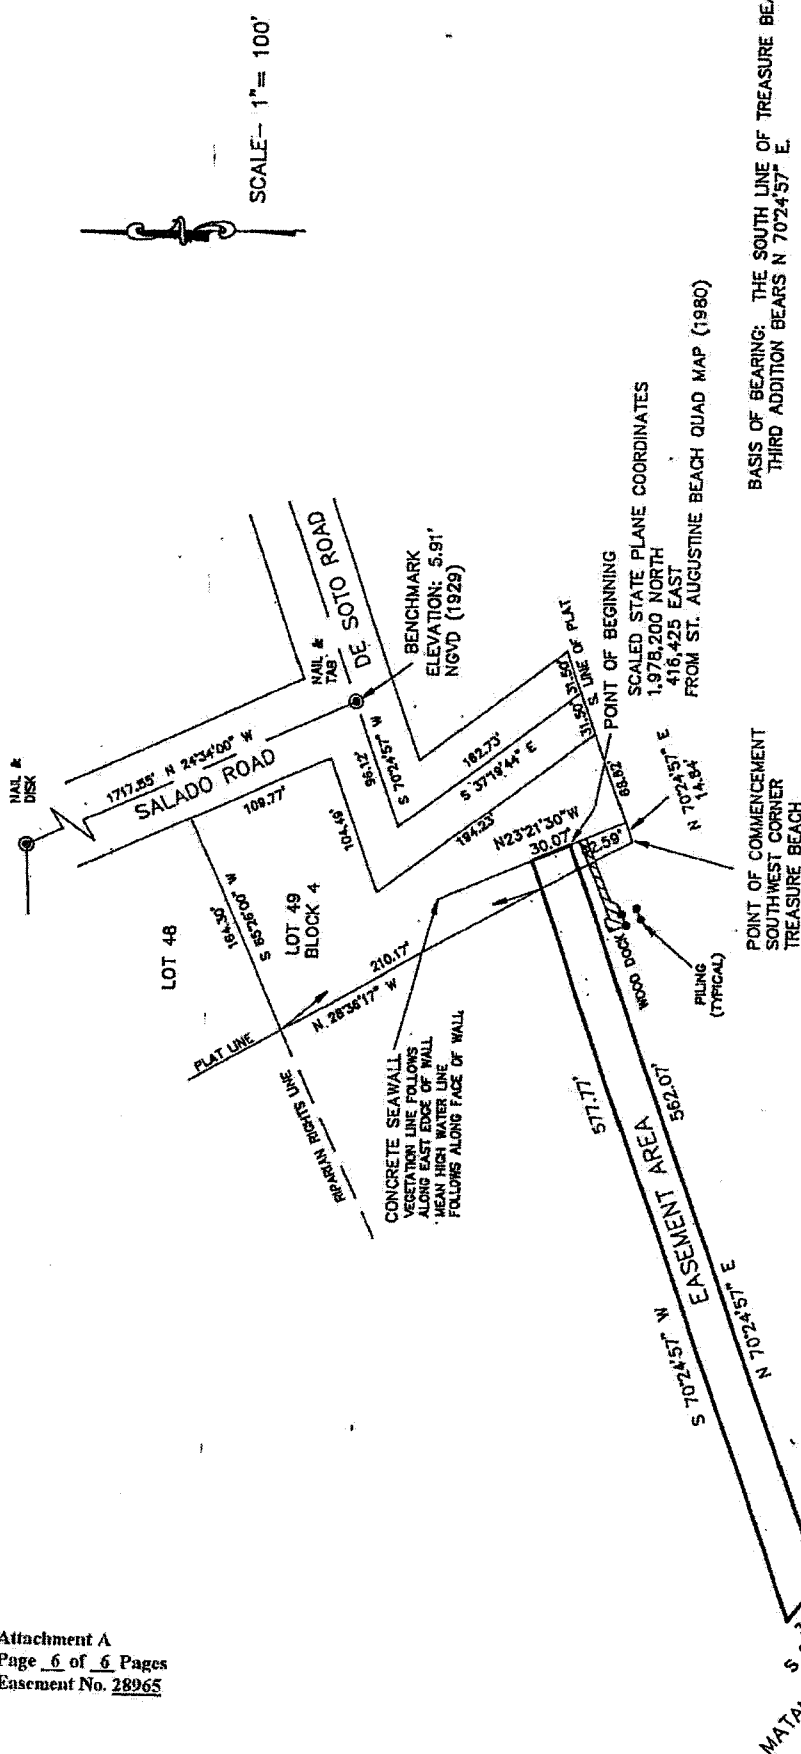 SCALE- 1"= 100'
NAIL &
DISK
1717.55' N 24°34'00" W
SALADO ROAD
109.77'
NAIL &
TAB
DE SOTO ROAD
BENCHMARK
ELEVATION: 5.91'
NGVD (1929)
96.12'
S 70°24'57" W
LOT 48
164.30'
S 65°26'00" W
LOT 49
BLOCK 4
104.49'
162.73'
S 37°19'44" E
194.23'
31.50'
31.50'
S. LINE OF PLAT
68.82'
PLAT LINE
210.17'
N. 28°36'17" W
RIPARIAN RIGHTS LINE
CONCRETE SEAWALL
VEGETATION LINE FOLLOWS
ALONG EAST EDGE OF WALL
MEAN HIGH WATER LINE
FOLLOWS ALONG FACE OF WALL
N23°21'30"W
30.07'
2.59'
POINT OF BEGINNING
SCALED STATE PLANE COORDINATES
1,978,200 NORTH
416,425 EAST
FROM ST. AUGUSTINE BEACH QUAD MAP (1980)
N 70°24'57" E
14.84'
POINT OF COMMENCEMENT
SOUTHWEST CORNER
TREASURE BEACH
WOOD DOCK
PILING
(TYPICAL)
577.77'
S 70°24'57" W
EASEMENT AREA
562.07'
N 70°24'57" E
BASIS OF BEARING: THE SOUTH LINE OF TREASURE BEA
THIRD ADDITION BEARS N 70°24'57" E.
MATAN
S
Attachment A
Page 6 of 6 Pages
Easement No. 28965